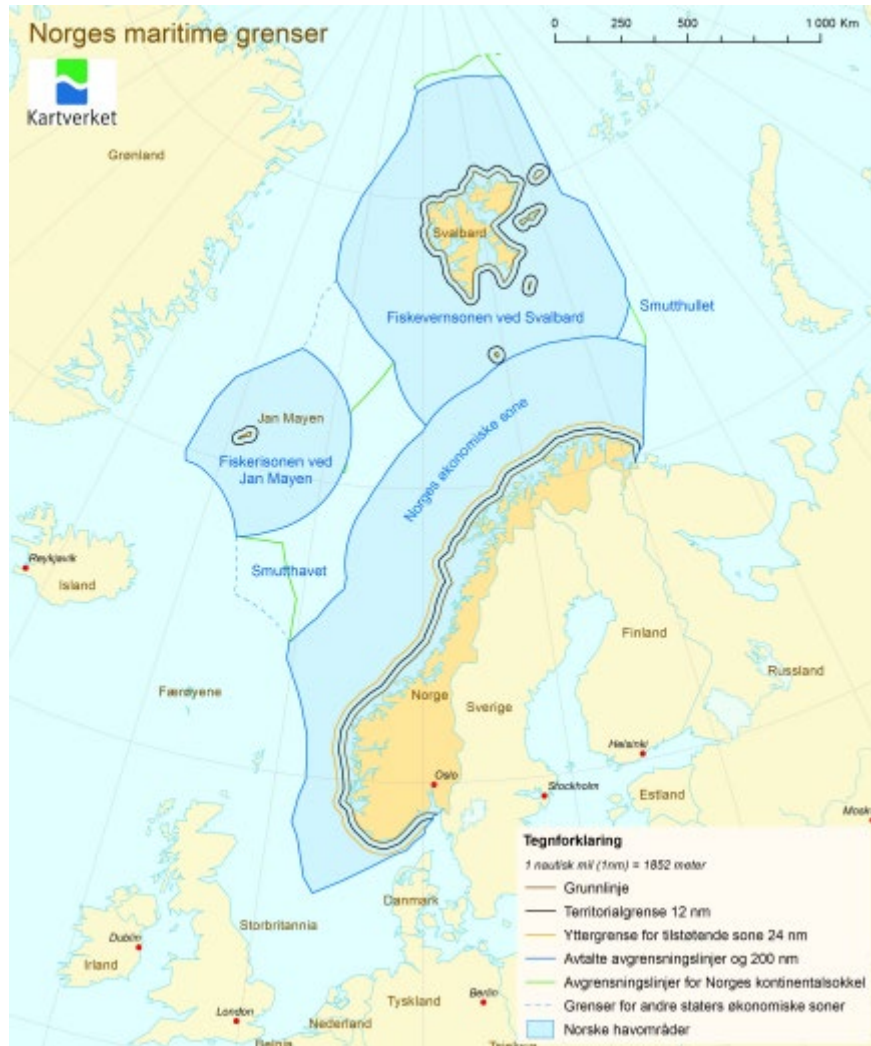 Norges maritime grenser
0 250 500 1 000 Km
Kartverket
Grønland
Svalbard
Smutthullet
Fiskevernsonen ved Svalbard
Jan Mayen
Fiskerisonen ved
Jan Mayen
Norges økonomiske sone
Reykjavik
Island
Smutthavet
Finland
Russland
Færøyene
Norge
Sverige
Helsinki
Oslo
Stockholm
Estland
Mosk
Tegnforklaring
1 nautisk mil (1nm) = 1852 meter
Grunnlinje
Territorialgrense 12 nm
Yttergrense for tilstøtende sone 24 nm
Avtalte avgrensningslinjer og 200 nm
Avgrensningslinjer for Norges kontinentalsokkel
Grenser for andre staters økonomiske soner
Norske havområder
Danmark
Storbritannia
Dublin
Irland
Tyskland
Berlin
London
Nederland